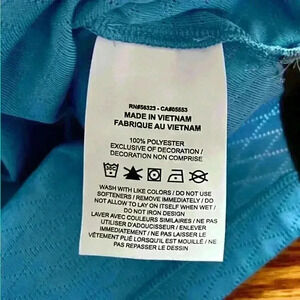 RN#56323 - CA#05553
MADE IN VIETNAM
FABRIQUE AU VIETNAM
100% POLYESTER
EXCLUSIVE OF DECORATION /
DECORATION NON COMPRISE
WASH WITH LIKE COLORS / DO NOT USE
SOFTENERS / REMOVE IMMEDIATELY / DO
NOT ALLOW TO LAY ON ITSELF WHEN WET /
DO NOT IRON DESIGN
LAVER AVEC COULEURS SIMILAIRES / NE PAS
UTILISER D'ADOUCISSEUR / ENLEVER
IMMEDIATEMENT / NE PAS LAISSER LE
VÊTEMENT PLIÉ LORSQU'IL EST MOUILLÉ / NE
PAS REPASSER LE DESSIN